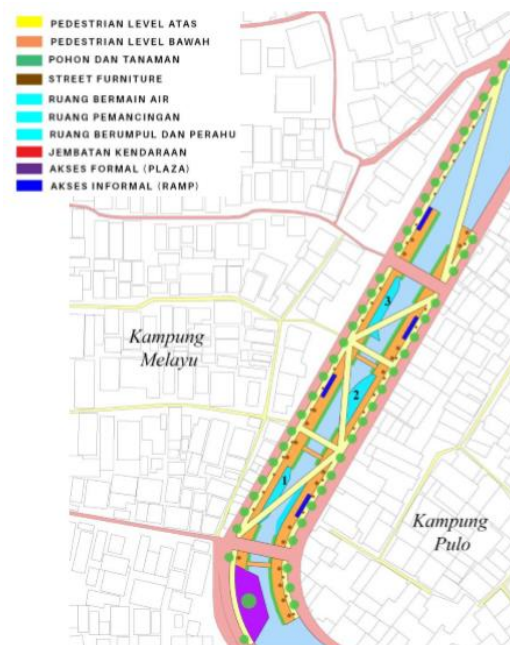 PEDESTRIAN LEVEL ATAS
PEDESTRIAN LEVEL BAWAH
POHON DAN TANAMAN
STREET FURNITURE
RUANG BERMAIN AIR
RUANG PEMANCINGAN
RUANG BERUMPUL DAN PERAHU
JEMBATAN KENDARAAN
AKSES FORMAL (PLAZA)
AKSES INFORMAL (RAMP)
3
Kampung
Melayu
2
1
Kampung
Pulo